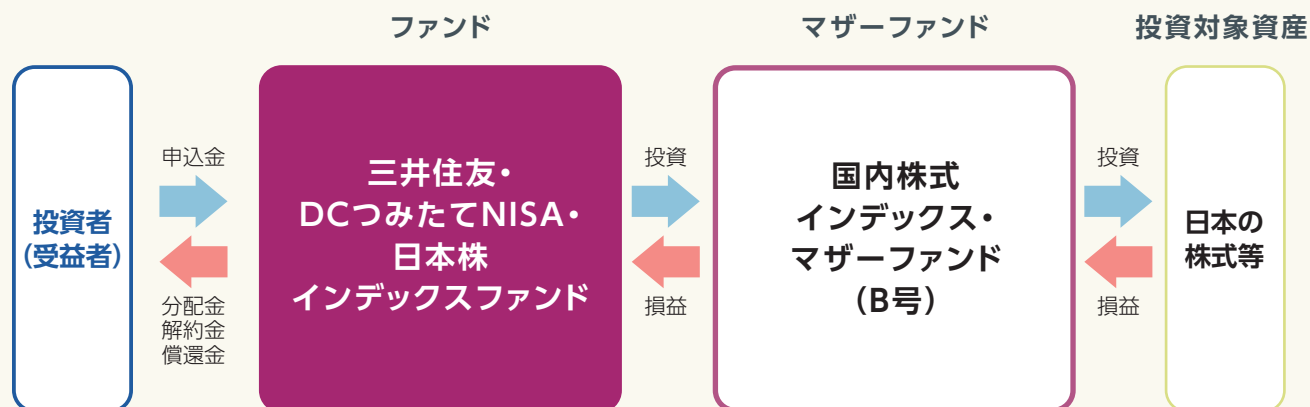 ファンド
マザーファンド
投資対象資産
投資者
(受益者)
申込金
分配金
解約金
償還金
三井住友・
DCつみたてNISA・
日本株
インデックスファンド
投資
損益
国内株式
インデックス・
マザーファンド
(B号)
投資
損益
日本の
株式等